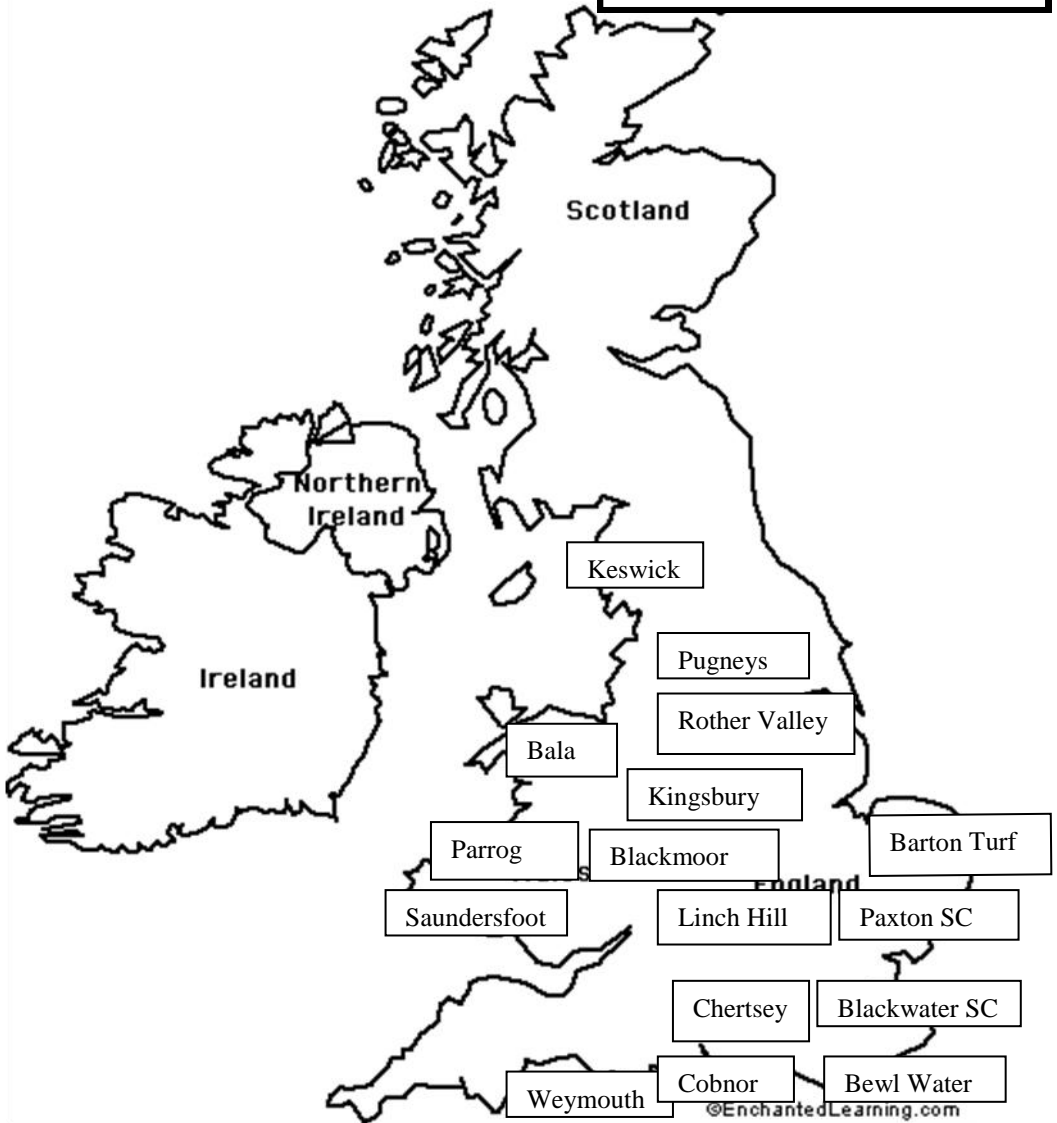 Scotland
Northern
Ireland
Keswick
Pugneys
Ireland
Rother Valley
Bala
Kingsbury
Parrog
Blackmoor
Barton Turf
England
Saundersfoot
Linch Hill
Paxton SC
Chertsey
Blackwater SC
Weymouth
Cobnor
Bewl Water
©EnchantedLearning.com